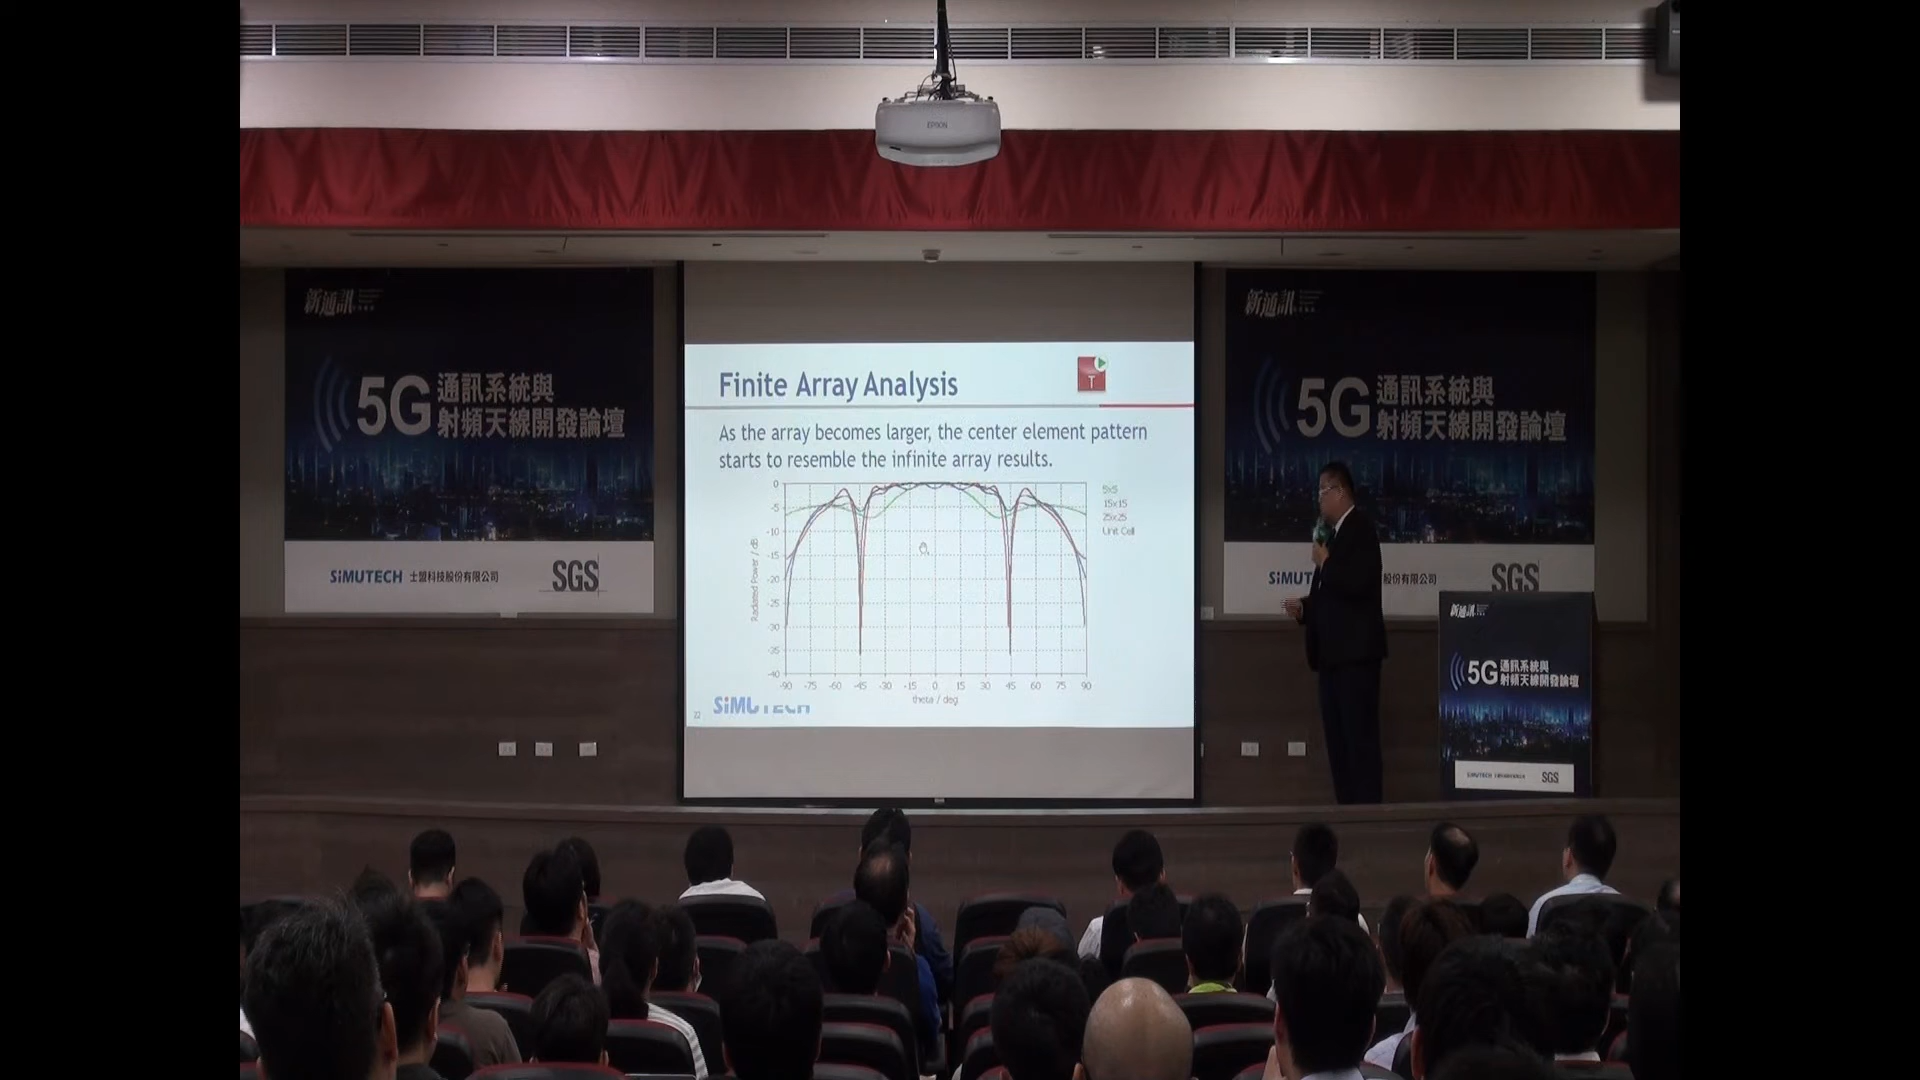 EPSON
新通訊
5G 通訊系統與
射頻天線開發論壇
SiMUTECH 士盟科技股份有限公司
SGS
Finite Array Analysis
T
As the array becomes larger, the center element pattern
starts to resemble the infinite array results.
0
-5
-10
-15
-20
-25
-30
-35
-40
Radiated Power / dB
-90 -75 -60 -45 -30 -15 0 15 30 45 60 75 90
theta / deg.
5x5
15x15
25x25
Unit Cell
22
SiMUTECH
新通訊
5G 通訊系統與
射頻天線開發論壇
SiMUT
股份有限公司
SGS
新通訊
5G 通訊系統與
射頻天線開發論壇
SiMUTECH
SGS